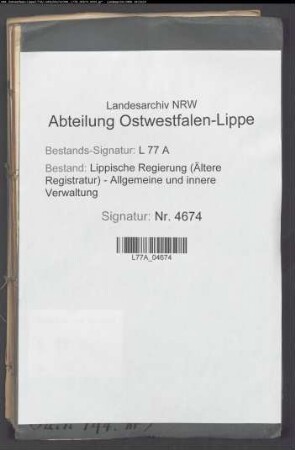 Landesarchiv NRW
Abteilung Ostwestfalen-Lippe
Bestands-Signatur: L 77 A
Bestand: Lippische Regierung (Ältere
Registratur) - Allgemeine und innere
Verwaltung
Signatur: Nr. 4674
L77A_04674